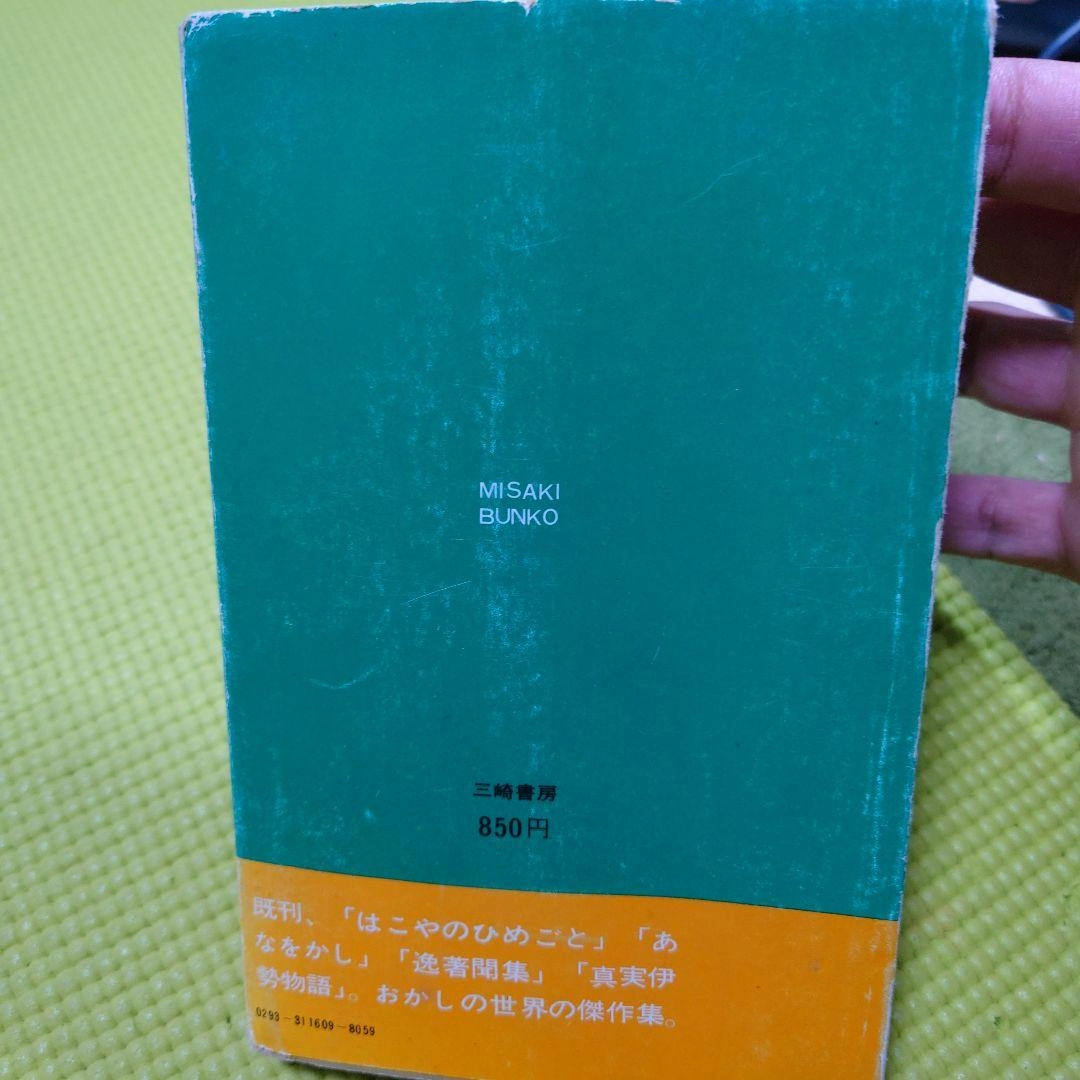 MISAKI
BUNKO
三崎書房
850円
既刊、「はこやのひめごと」「あ
なをかし」「逸著聞集」「真実伊
勢物語」。おかしの世界の傑作集。
0293-311609-8059